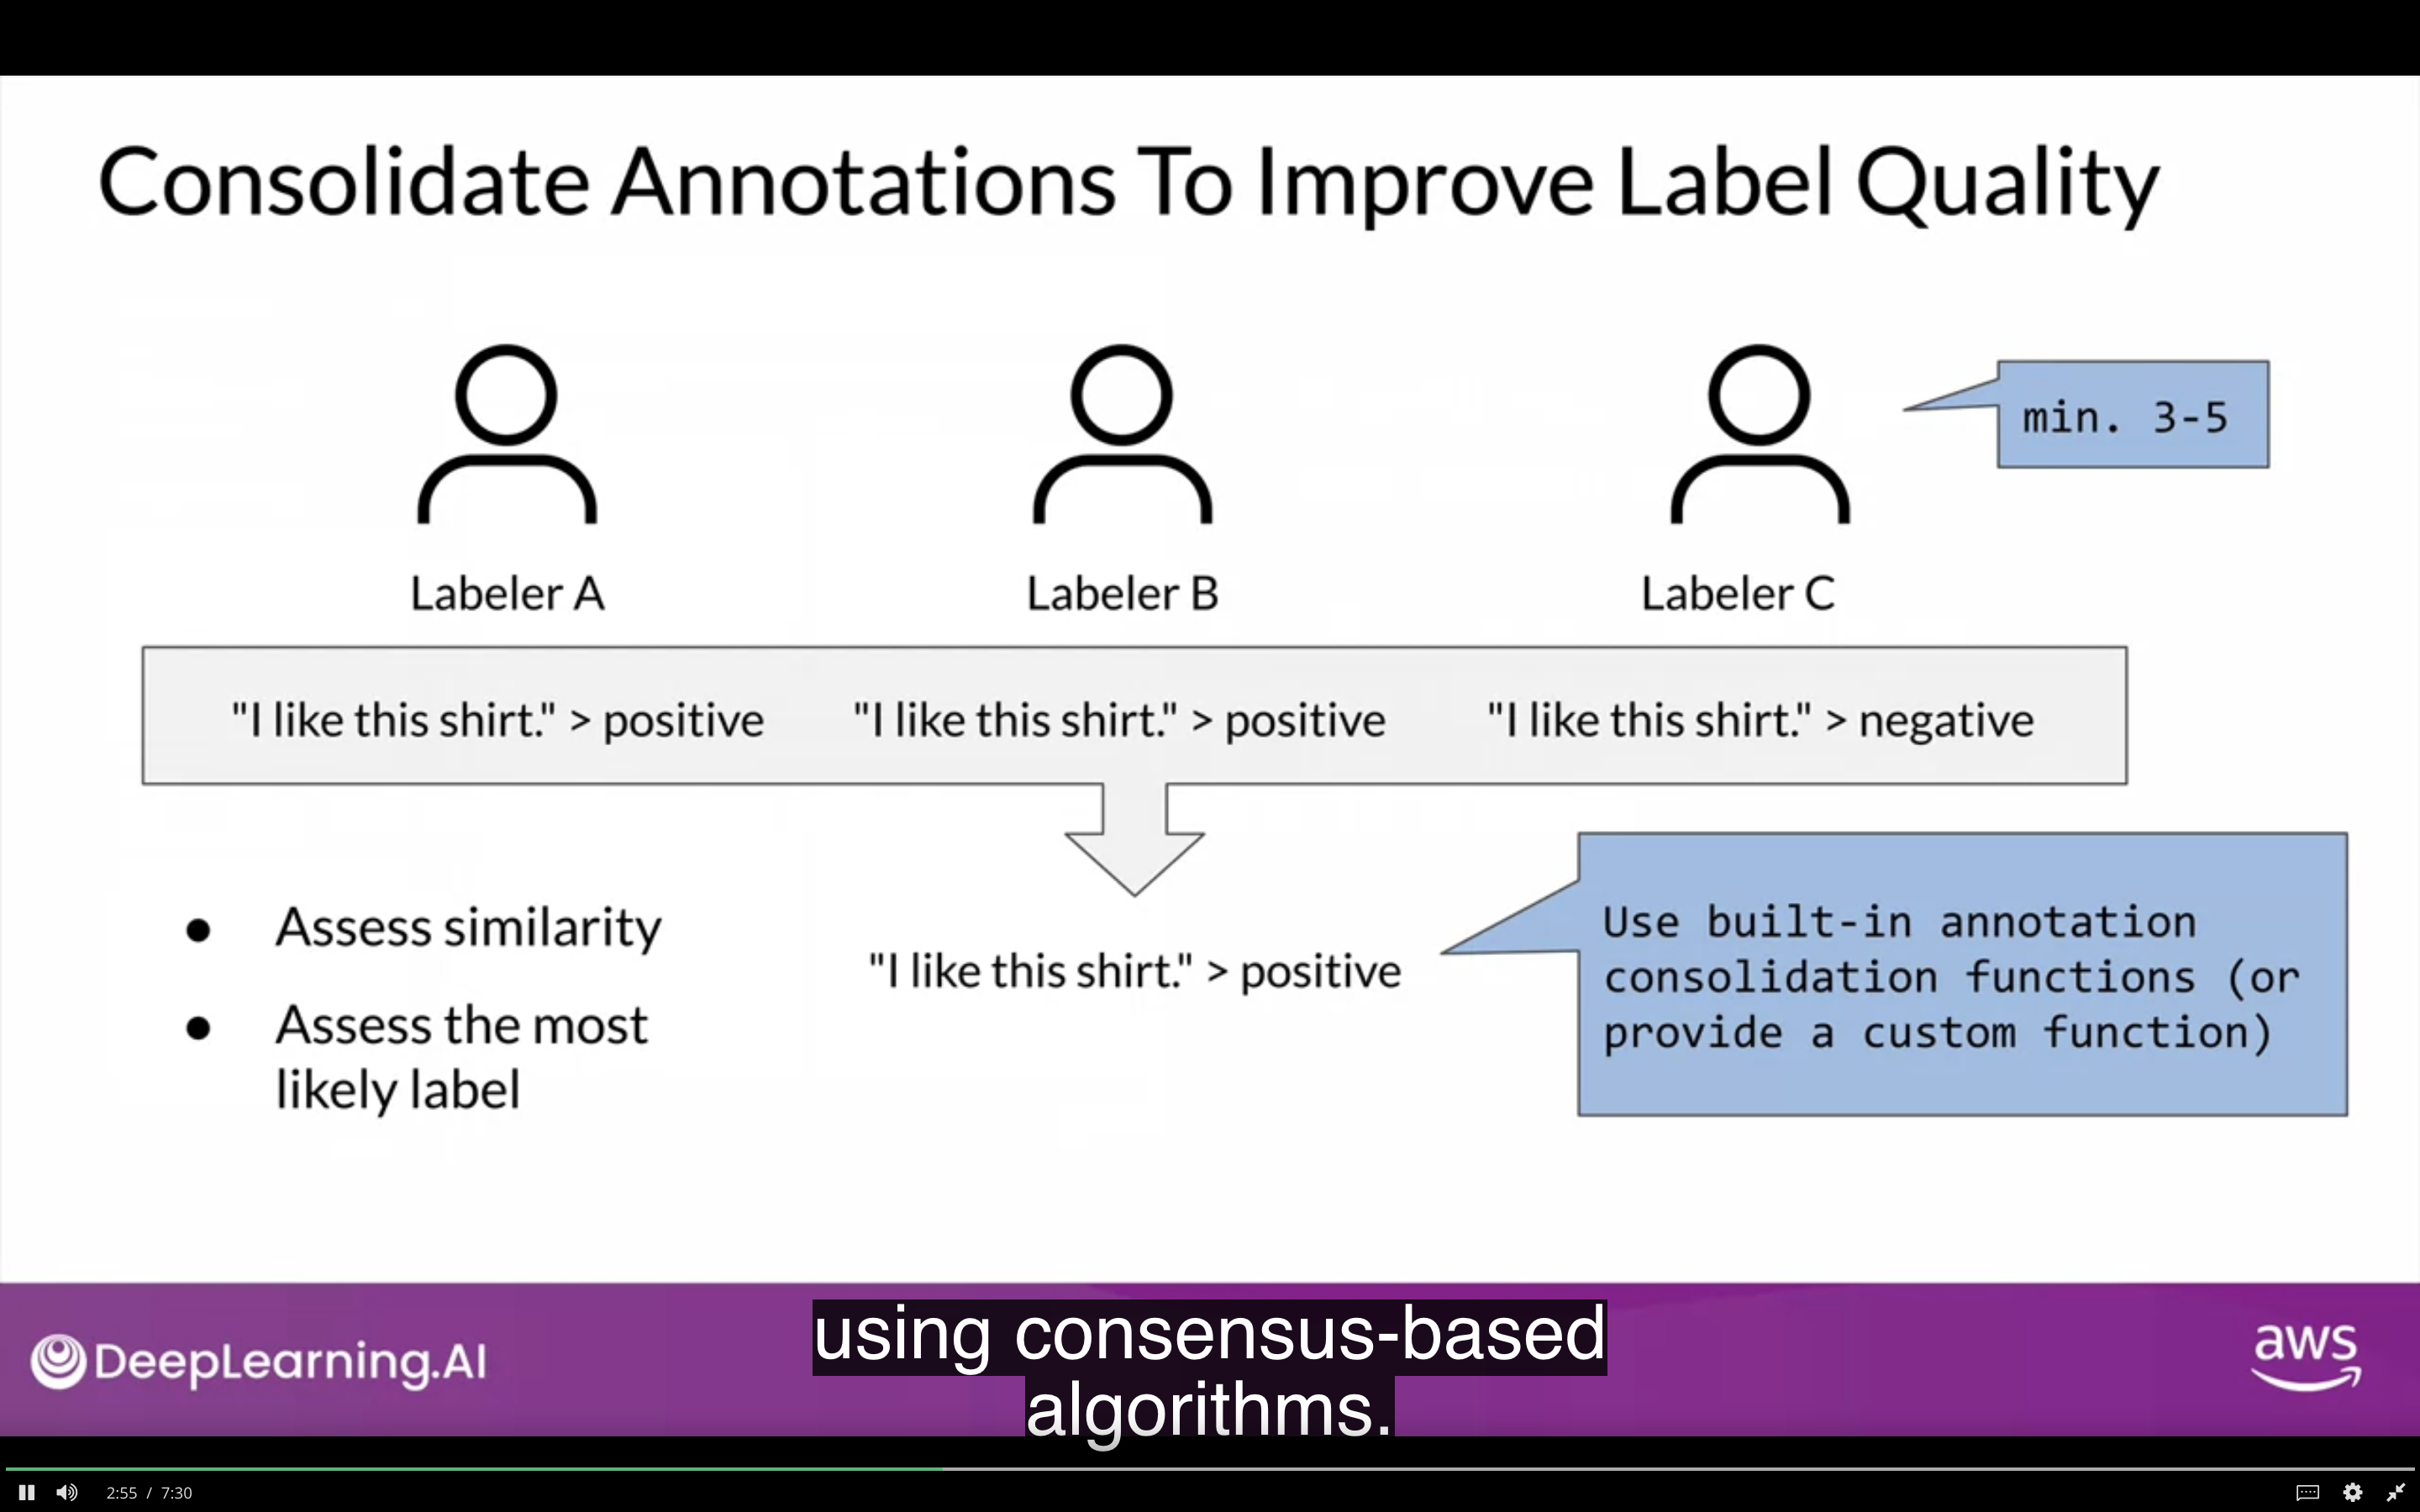 Consolidate Annotations To Improve Label Quality
min. 3-5
Labeler A
Labeler B
Labeler C
"I like this shirt." > positive
"I like this shirt." > positive
"I like this shirt." > negative
● Assess similarity
● Assess the most
likely label
"I like this shirt." > positive
Use built-in annotation
consolidation functions (or
provide a custom function)
DeepLearning.AI
using consensus-based
algorithms.
aws
2:55 / 7:30